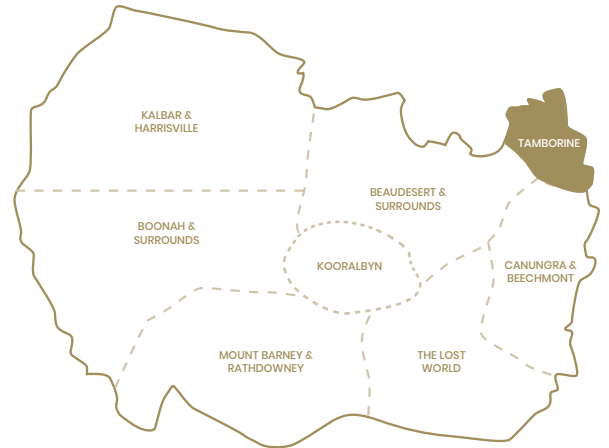 KALBAR &
HARRISVILLE
TAMBORINE
BEAUDESERT &
SURROUNDS
BOONAH &
SURROUNDS
KOORALBYN
CANUNGRA &
BEECHMONT
MOUNT BARNEY &
RATHDOWNEY
THE LOST
WORLD